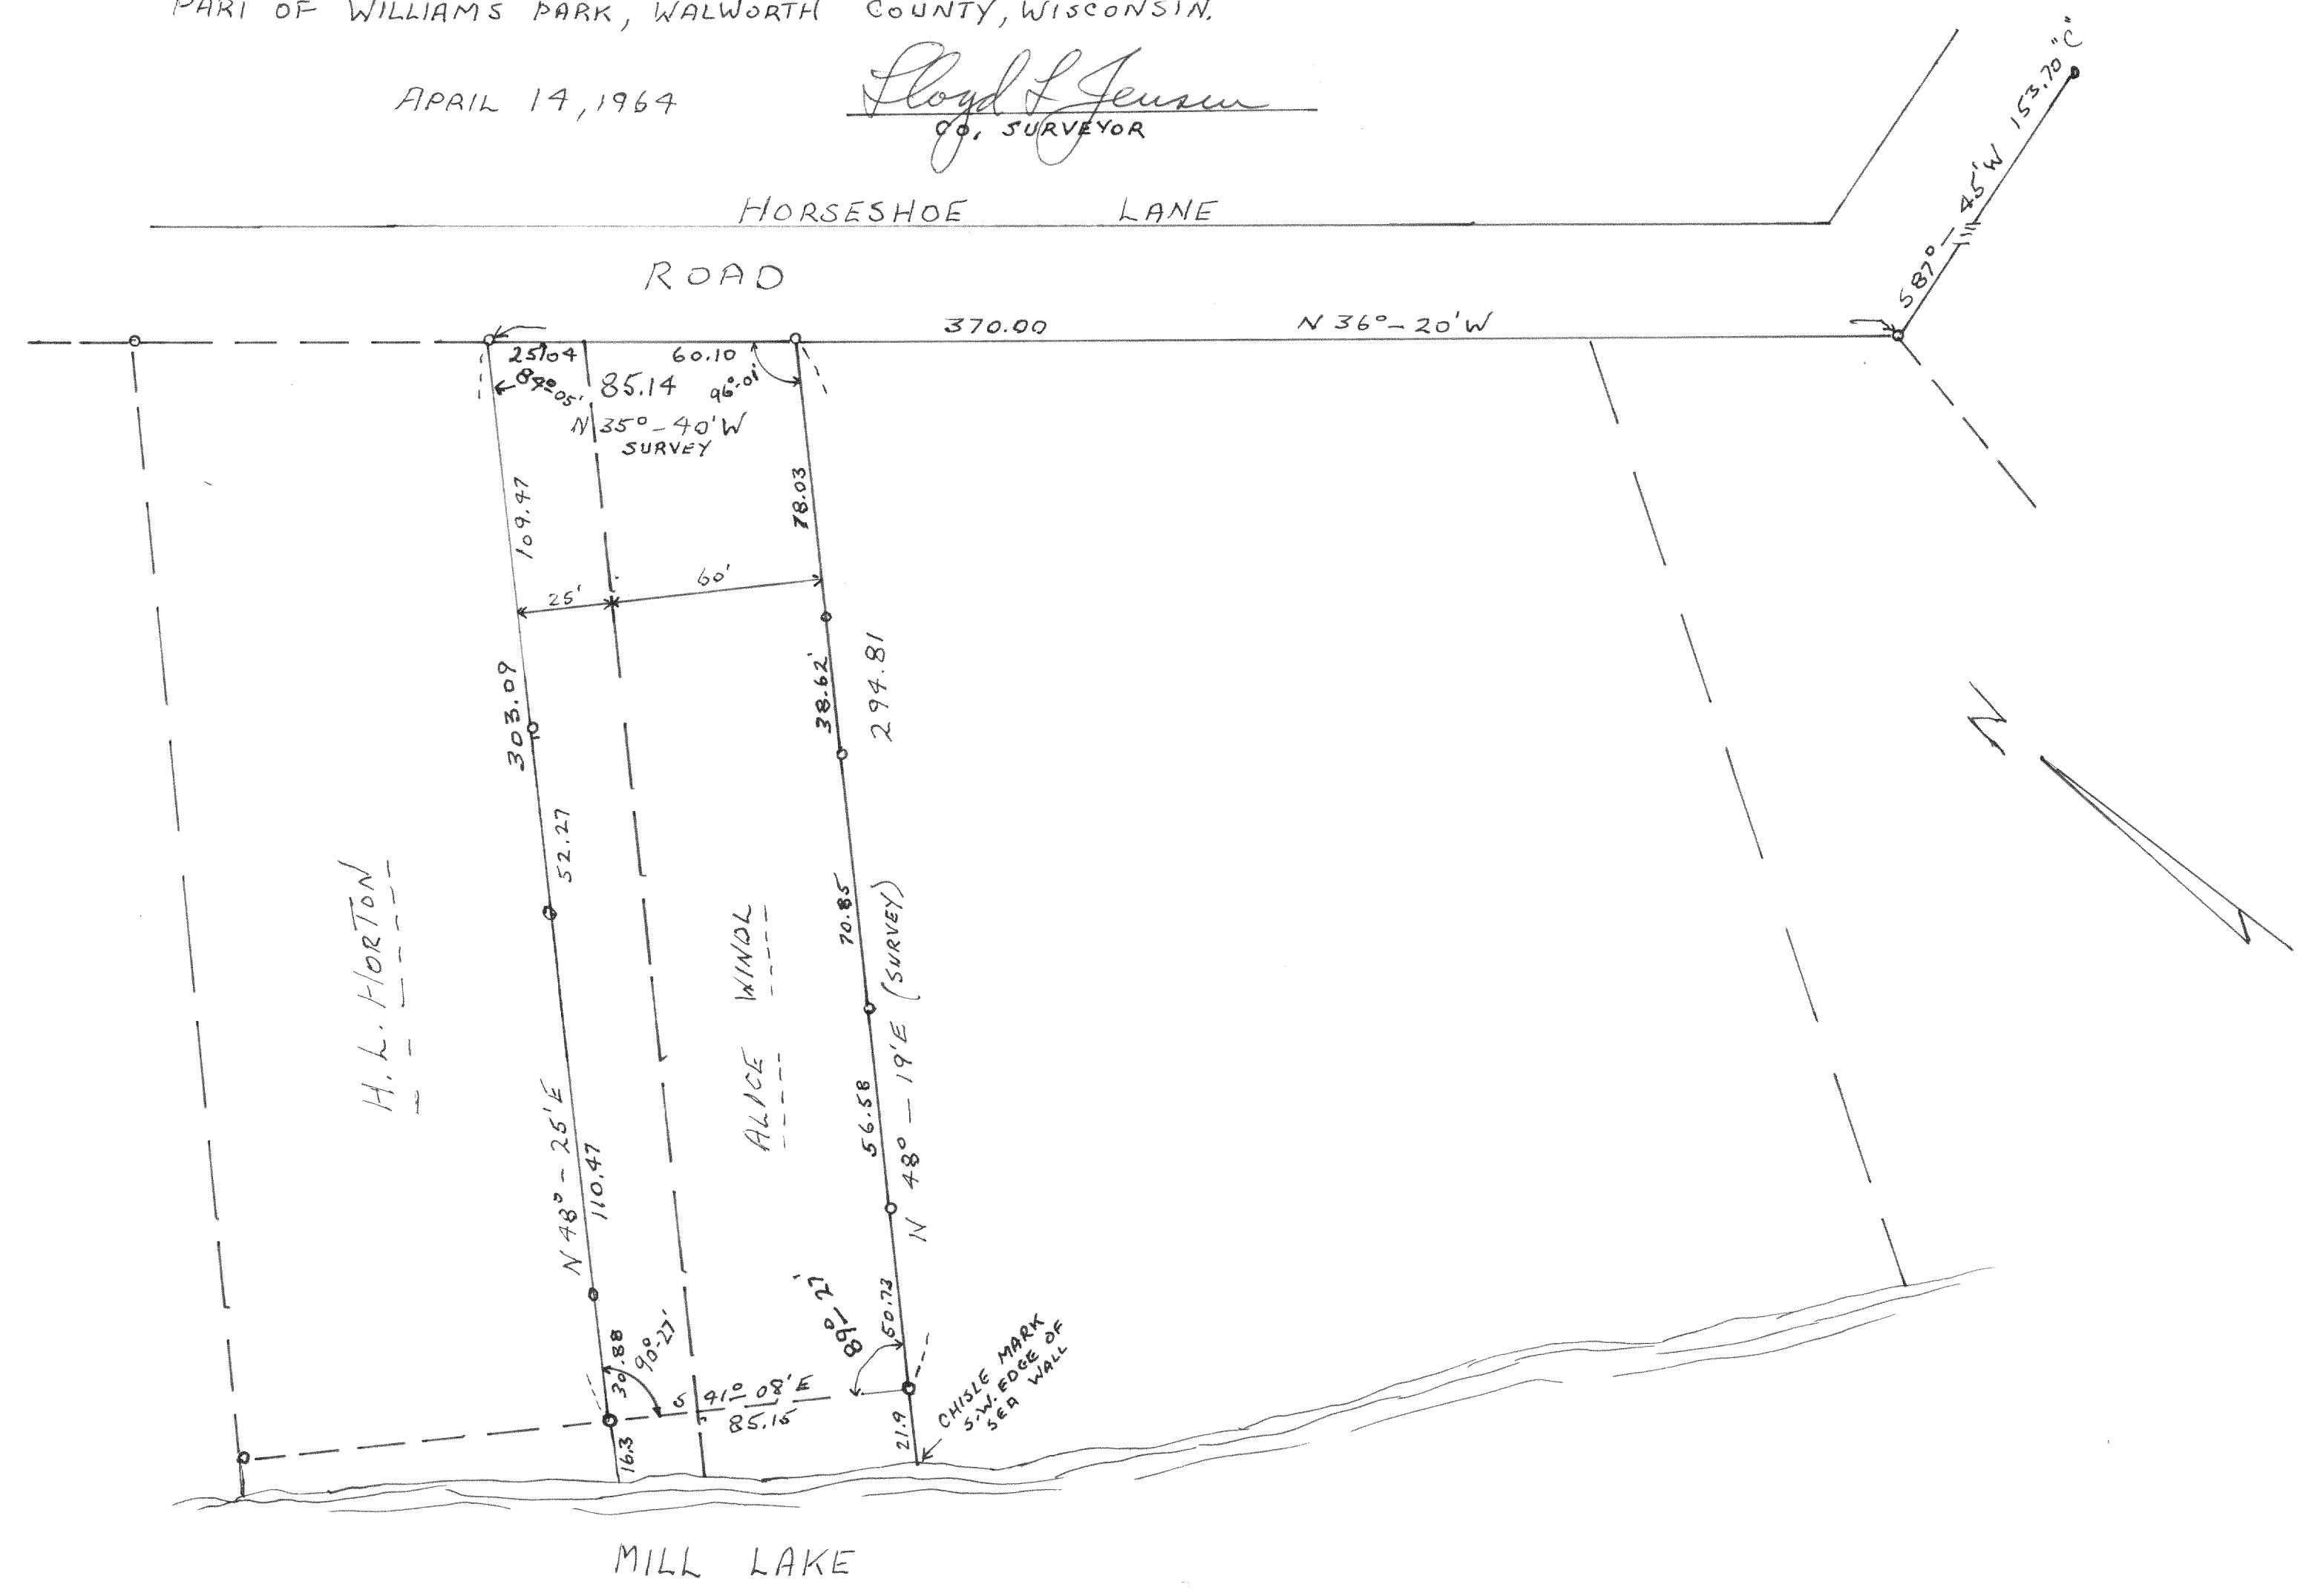 PART OF WILLIAMS PARK, WALWORTH COUNTY, WISCONSIN.
APRIL 14, 1964
Lloyd L Jensen
CO. SURVEYOR
"C"
153.70
S 87° - 45' W
HORSESHOE LANE
ROAD
370.00 N 36° - 20' W
25.04 60.10
84° 05' 85.14 96° - 01'
N 35° - 40' W
SURVEY
109.47
78.03
25' 60'
303.09
38.62'
294.81
52.27
70.85
H. L. HORTON
ALICE WINDL
N 48° - 19' E (SURVEY)
56.58
N 48° - 25' E
110.47
N
89° - 27'
50.73
30.88
90° - 27'
S 41° 08' E
85.15
16.3
21.9
CHISLE MARK
S.W. EDGE OF
SEA WALL
MILL LAKE